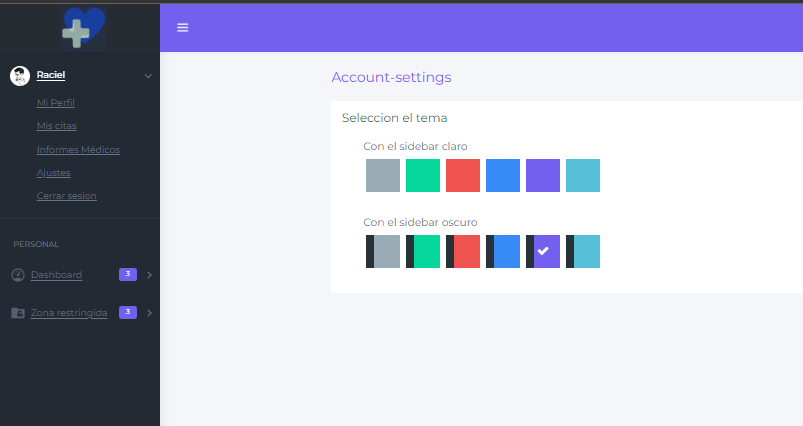 Raciel
Mi Perfil
Mis citas
Informes Médicos
Ajustes
Cerrar sesion
PERSONAL
Dashboard 3
Zona restringida 3
Account-settings
Seleccion el tema
Con el sidebar claro
Con el sidebar oscuro